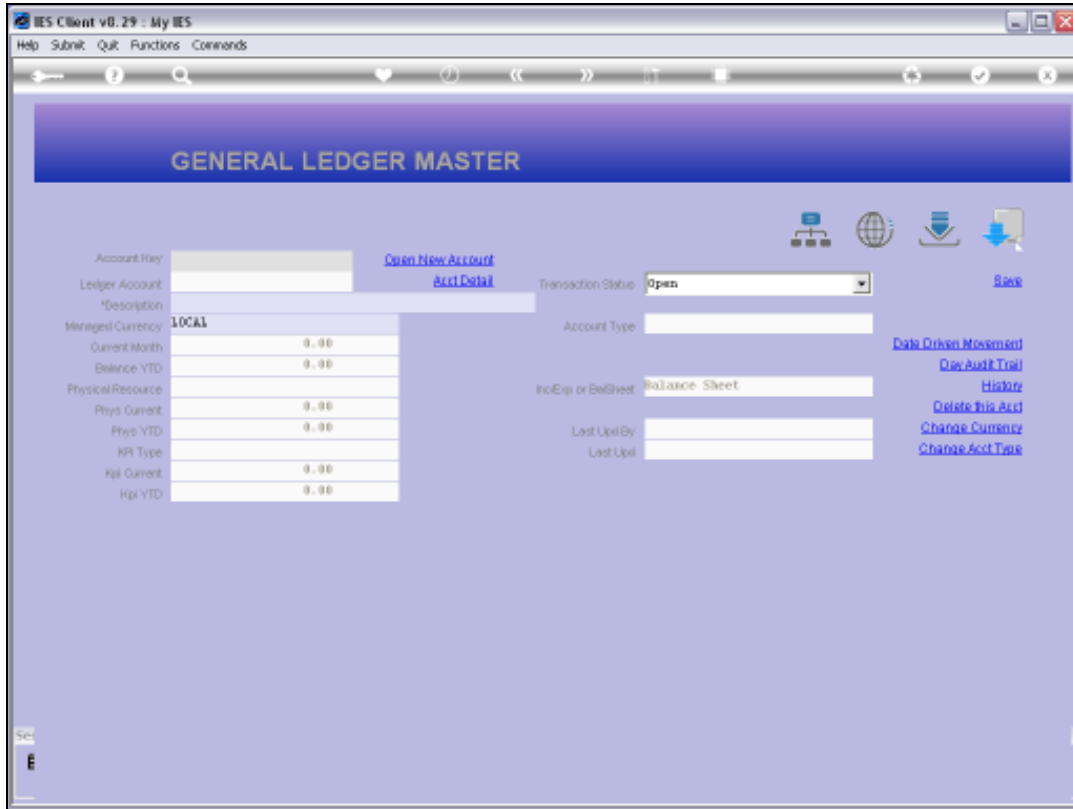 IES Client v8.29 : My IES
Help Submit Quit Functions Commands
GENERAL LEDGER MASTER
Account Key
Open New Account
Ledger Account
Acct Detail
Transaction Status Open
Save
*Description
Managed Currency LOCAL
Account Type
Current Month 0.00
Date Driven Movement
Balance YTD 0.00
Day Audit Trail
Physical Resource
Inc/Exp or BalSheet Balance Sheet
History
Phys Current 0.00
Delete this Acct
Phys YTD 0.00
Last Upd By
Change Currency
KPI Type
Last Upd
Change Acct Type
Kpi Current 0.00
Kpi YTD 0.00